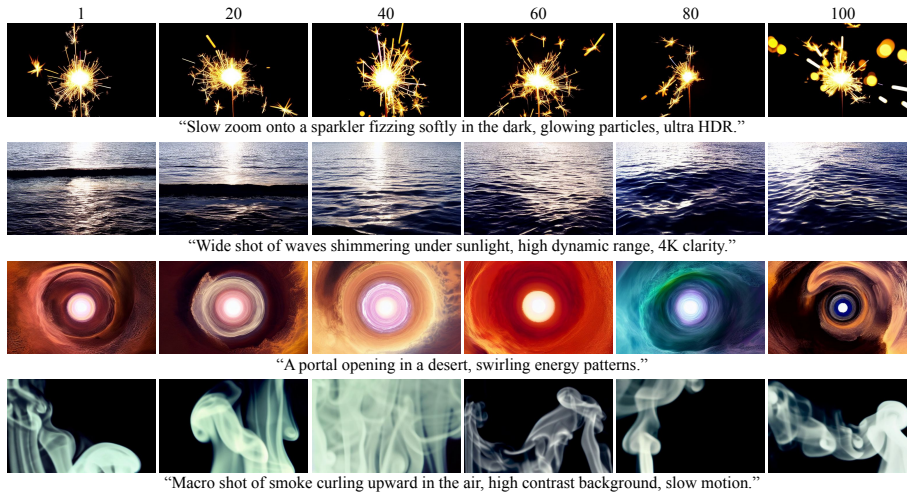 1 20 40 60 80 100
“Slow zoom onto a sparkler fizzing softly in the dark, glowing particles, ultra HDR.”
“Wide shot of waves shimmering under sunlight, high dynamic range, 4K clarity.”
“A portal opening in a desert, swirling energy patterns.”
“Macro shot of smoke curling upward in the air, high contrast background, slow motion.”